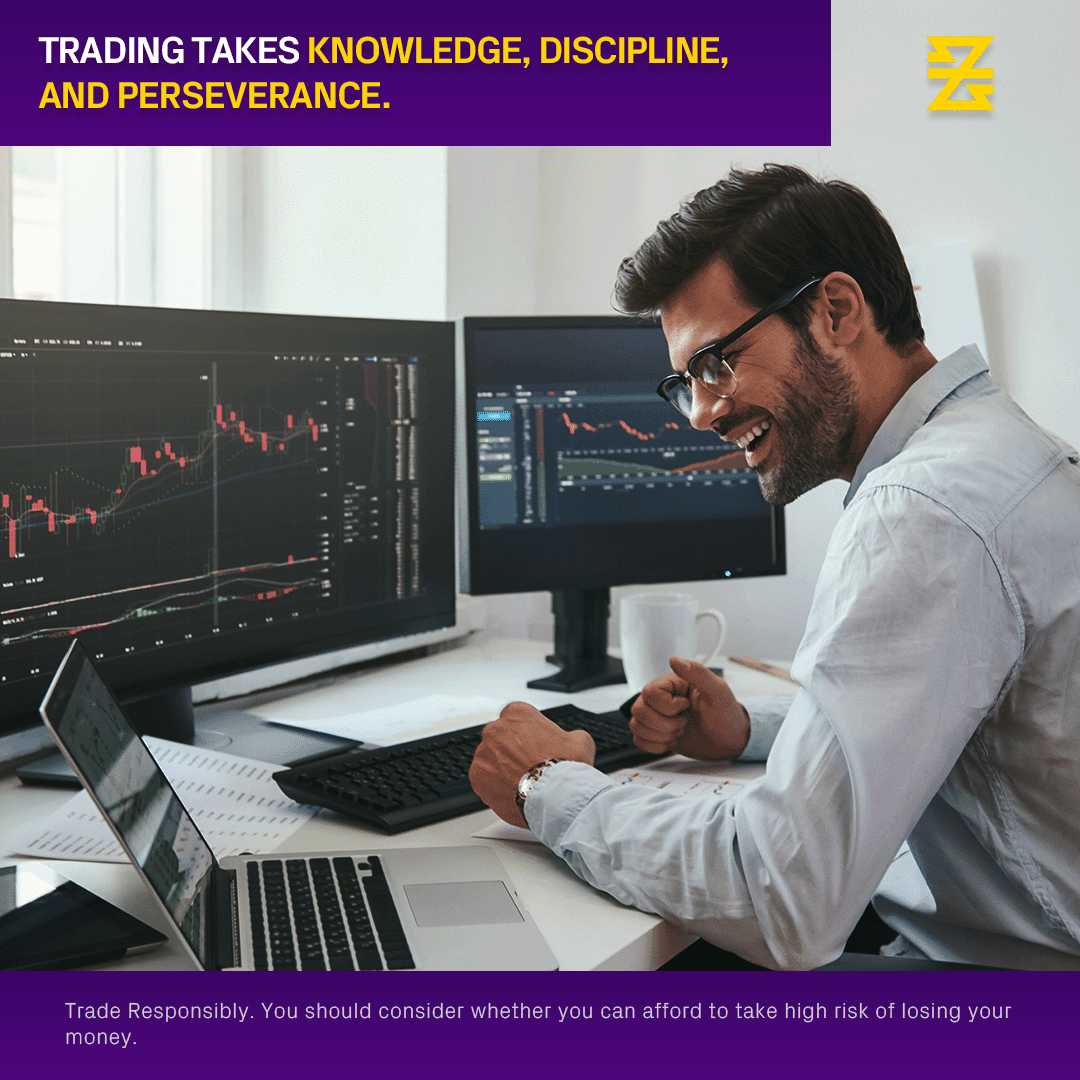 TRADING TAKES KNOWLEDGE, DISCIPLINE,
AND PERSEVERANCE.
Trade Responsibly. You should consider whether you can afford to take high risk of losing your
money.